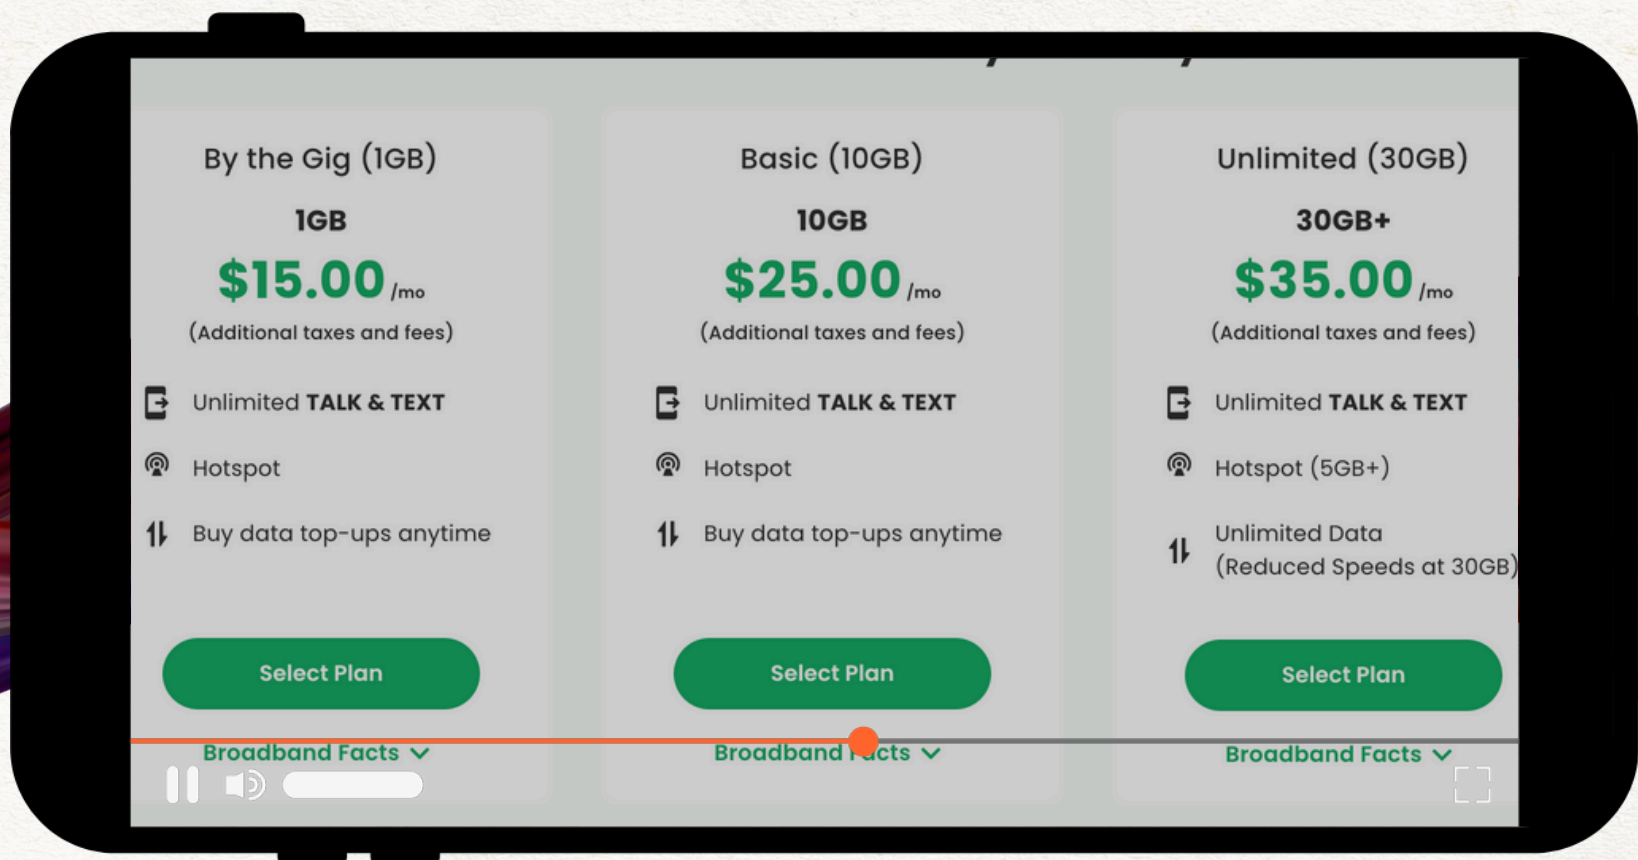 By the Gig (1GB)
1GB
$15.00 /mo
(Additional taxes and fees)
Unlimited TALK & TEXT
Hotspot
Buy data top-ups anytime
Select Plan
Broadband Facts
Basic (10GB)
10GB
$25.00 /mo
(Additional taxes and fees)
Unlimited TALK & TEXT
Hotspot
Buy data top-ups anytime
Select Plan
Broadband Facts
Unlimited (30GB)
30GB+
$35.00 /mo
(Additional taxes and fees)
Unlimited TALK & TEXT
Hotspot (5GB+)
Unlimited Data
(Reduced Speeds at 30GB)
Select Plan
Broadband Facts